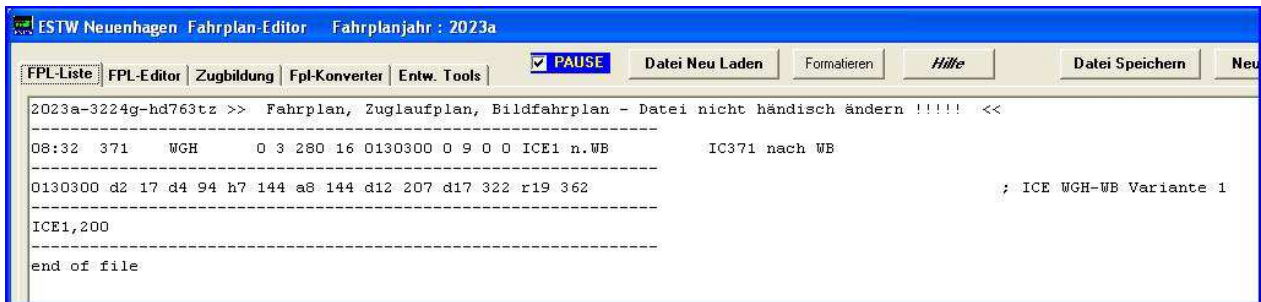 ESTW Neuenhagen Fahrplan-Editor Fahrplanjahr : 2023a
FPL-Liste FPL-Editor Zugbildung Fpl-Konverter Entw. Tools PAUSE Datei Neu Laden Formatieren Hilfe Datei Speichern Neu
2023a-3224g-hd763tz >> Fahrplan, Zuglaufplan, Bildfahrplan - Datei nicht händisch ändern !!!!! <<
----------------------------------------------------------------
08:32 371 WGH 0 3 280 16 0130300 0 9 0 0 ICE1 n.WB IC371 nach WB
----------------------------------------------------------------
0130300 d2 17 d4 94 h7 144 a8 144 d12 207 d17 322 r19 362 ; ICE WGH-WB Variante 1
----------------------------------------------------------------
ICE1,200
----------------------------------------------------------------
end of file